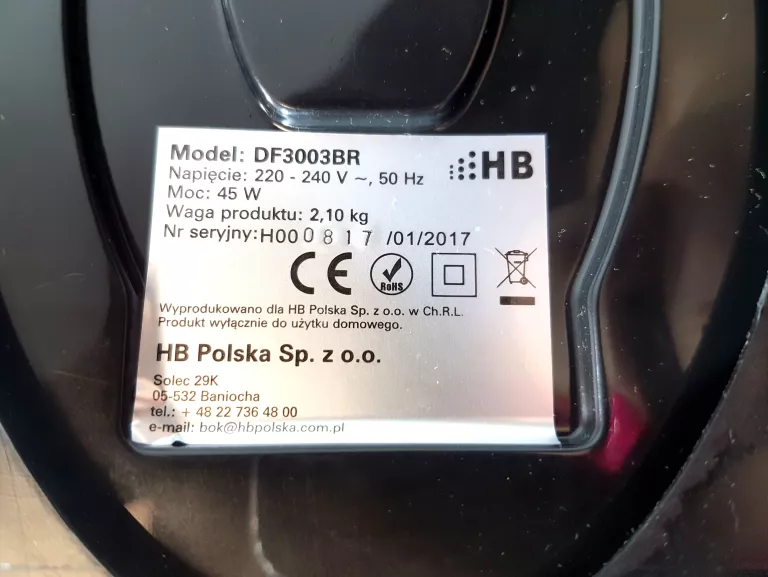 Model: DF3003BR
HB
Napięcie: 220 - 240 V ~, 50 Hz
Moc: 45 W
Waga produktu: 2,10 kg
Nr seryjny: H000817/01/2017
CE
RoHS
Wyprodukowano dla HB Polska Sp. z o.o. w Ch.R.L.
Produkt wyłącznie do użytku domowego.
HB Polska Sp. z o.o.
Solec 29K
05-532 Baniocha
tel.: + 48 22 736 48 00
e-mail: bok@hbpolska.com.pl